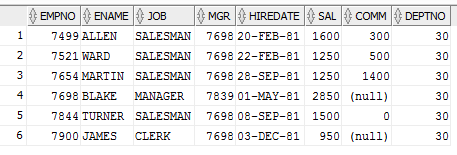 EMPNO ENAME JOB MGR HIREDATE SAL COMM DEPTNO
1 7499 ALLEN SALESMAN 7698 20-FEB-81 1600 300 30
2 7521 WARD SALESMAN 7698 22-FEB-81 1250 500 30
3 7654 MARTIN SALESMAN 7698 28-SEP-81 1250 1400 30
4 7698 BLAKE MANAGER 7839 01-MAY-81 2850 (null) 30
5 7844 TURNER SALESMAN 7698 08-SEP-81 1500 0 30
6 7900 JAMES CLERK 7698 03-DEC-81 950 (null) 30